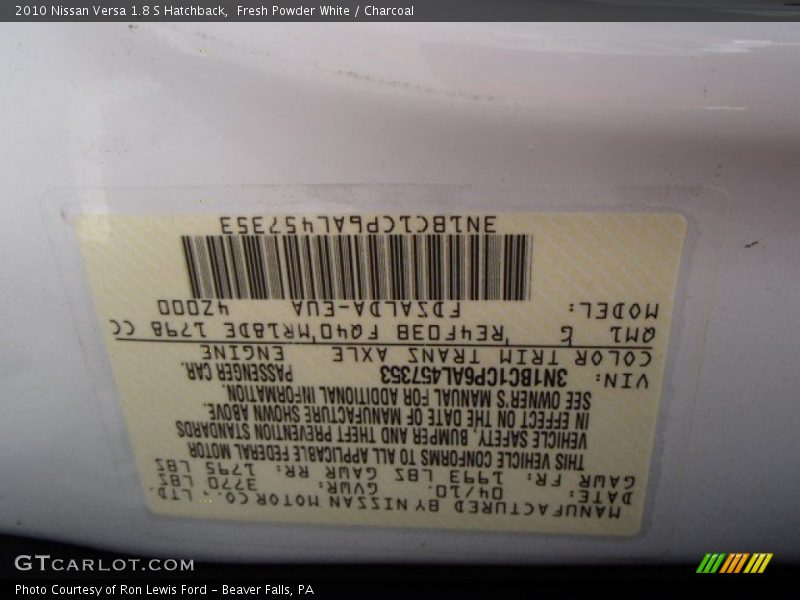 2010 Nissan Versa 1.8 S Hatchback, Fresh Powder White / Charcoal
MANUFACTURED BY NISSAN MOTOR CO., LTD.
DATE: 04/10. GVWR: 3770 LBS
GAWR FR: 1993 LBS GAWR RR: 1795 LBS
THIS VEHICLE CONFORMS TO ALL APPLICABLE FEDERAL MOTOR
VEHICLE SAFETY, BUMPER AND THEFT PREVENTION STANDARDS
IN EFFECT ON THE DATE OF MANUFACTURE SHOWN ABOVE.
SEE OWNER'S MANUAL FOR ADDITIONAL INFORMATION.
VIN: 3N1BC1CP6AL457353 PASSENGER CAR.
COLOR TRIM TRANS AXLE ENGINE
QM1 G RE4F03B FQ40 MR18DE 1798 CC
MODEL: FDSALDA-EUA 4Z000
3N1BC1CP6AL457353
GTCARLOT.COM
Photo Courtesy of Ron Lewis Ford – Beaver Falls, PA